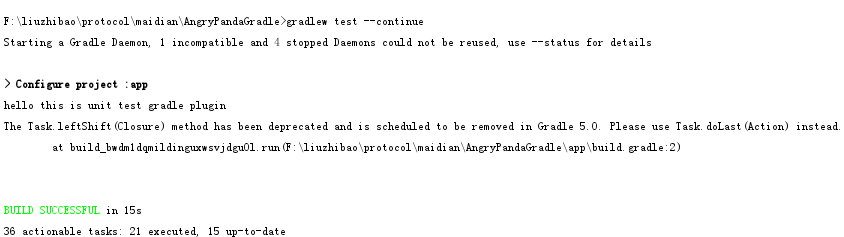 F:\liuzhibao\protocol\maidian\AngryPandaGradle>gradlew test --continue
Starting a Gradle Daemon, 1 incompatible and 4 stopped Daemons could not be reused, use --status for details
> Configure project :app
hello this is unit test gradle plugin
The Task.leftShift(Closure) method has been deprecated and is scheduled to be removed in Gradle 5.0. Please use Task.doLast(Action) instead.
at build_bwdm1dqmildinguxwsvjdgu0l.run(F:\liuzhibao\protocol\maidian\AngryPandaGradle\app\build.gradle:2)
BUILD SUCCESSFUL in 15s
36 actionable tasks: 21 executed, 15 up-to-date